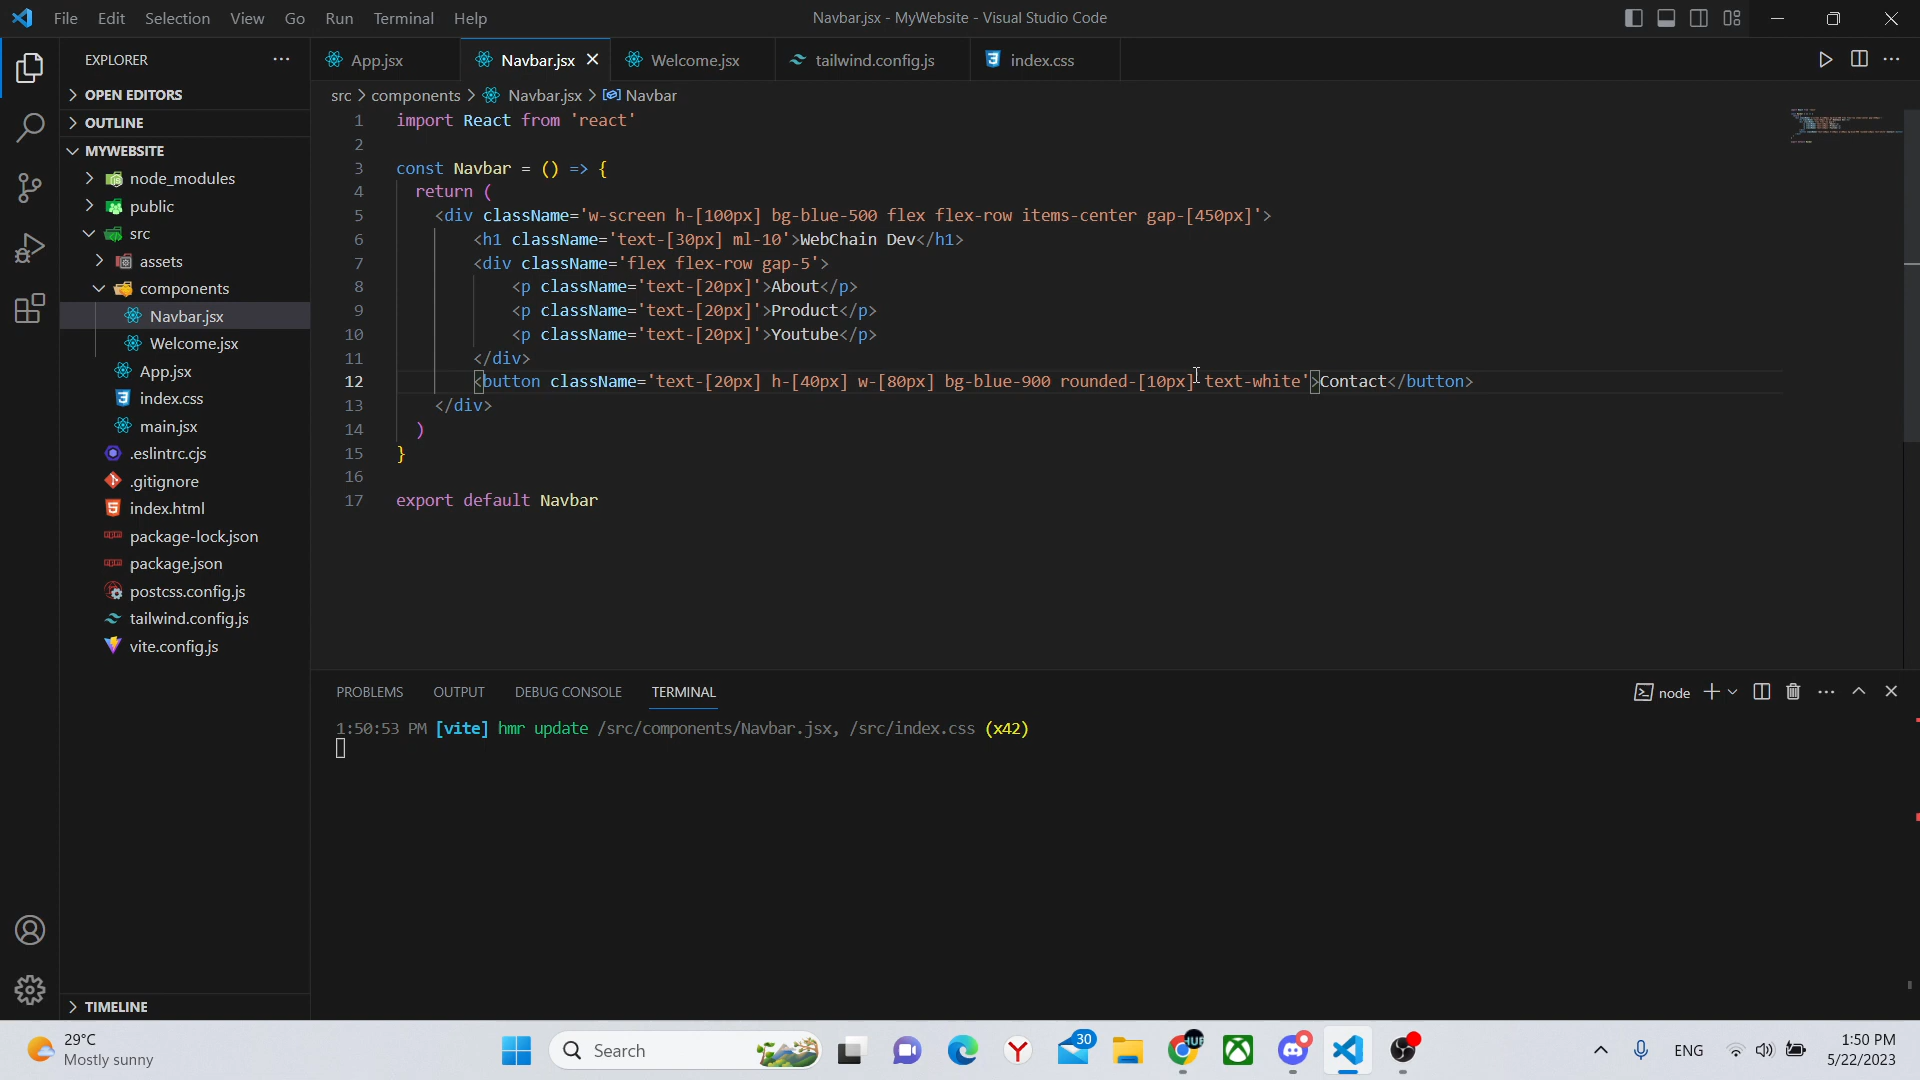 File Edit Selection View Go Run Terminal Help
Navbar.jsx - MyWebsite - Visual Studio Code
EXPLORER
App.jsx
Navbar.jsx
Welcome.jsx
tailwind.config.js
index.css
OPEN EDITORS
OUTLINE
MYWEBSITE
node_modules
public
src
assets
components
Navbar.jsx
Welcome.jsx
App.jsx
index.css
main.jsx
.eslintrc.cjs
.gitignore
index.html
package-lock.json
package.json
postcss.config.js
tailwind.config.js
vite.config.js
TIMELINE
src > components > Navbar.jsx > Navbar
1 import React from 'react'
2
3 const Navbar = () => {
4 return (
5 <div className='w-screen h-[100px] bg-blue-500 flex flex-row items-center gap-[450px]'>
6 <h1 className='text-[30px] ml-10'>WebChain Dev</h1>
7 <div className='flex flex-row gap-5'>
8 <p className='text-[20px]'>About</p>
9 <p className='text-[20px]'>Product</p>
10 <p className='text-[20px]'>Youtube</p>
11 </div>
12 <button className='text-[20px] h-[40px] w-[80px] bg-blue-900 rounded-[10px] text-white'>Contact</button>
13 </div>
14 )
15 }
16
17 export default Navbar
PROBLEMS OUTPUT DEBUG CONSOLE TERMINAL
node
1:50:53 PM [vite] hmr update /src/components/Navbar.jsx, /src/index.css (x42)
29°C
Mostly sunny
Search
30
HUB
ENG
1:50 PM
5/22/2023